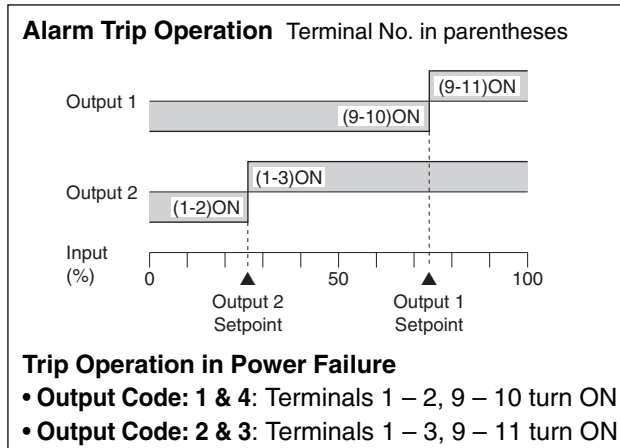 Alarm Trip Operation Terminal No. in parentheses
Output 1
(9-11)ON
(9-10)ON
Output 2
(1-3)ON
(1-2)ON
Input
(%)
0 50 100
Output 2
Setpoint
Output 1
Setpoint
Trip Operation in Power Failure
• Output Code: 1 & 4: Terminals 1 – 2, 9 – 10 turn ON
• Output Code: 2 & 3: Terminals 1 – 3, 9 – 11 turn ON